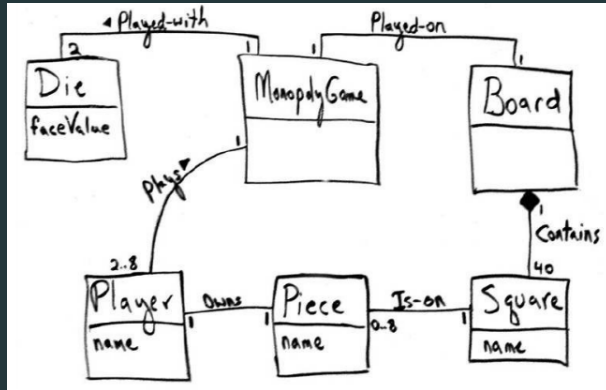 ◄ Played-with
Played-on
2
1
1
1
Die
faceValue
MonopolyGame
Board
1
Plays►
1
Contains
2..8
40
Player
name
Owns
1
1
Piece
name
Is-on
0..8
1
Square
name